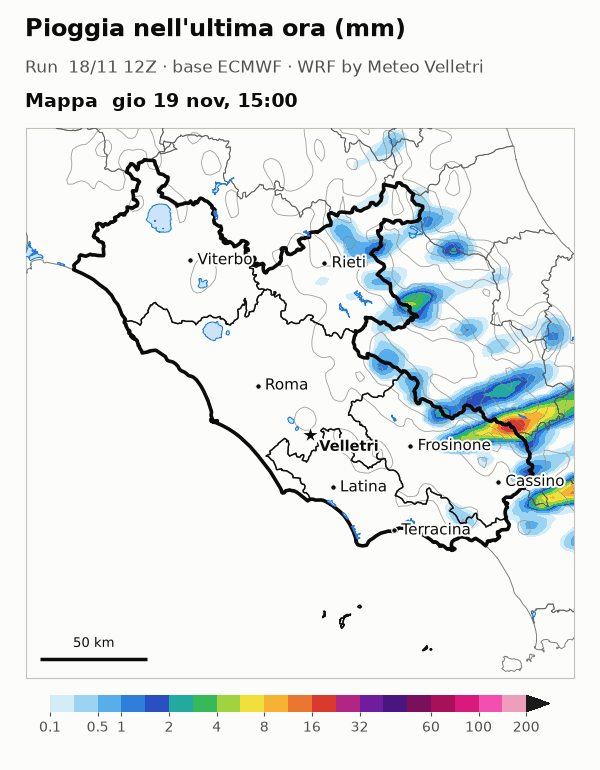 Pioggia nell'ultima ora (mm)
Run  18/11 12Z · base ECMWF · WRF by Meteo Velletri
Mappa  gio 19 nov, 15:00
Viterbo
Rieti
Roma
Velletri
Frosinone
Latina
Cassino
Terracina
50 km
0.1 0.5 1 2 4 8 16 32 60 100 200